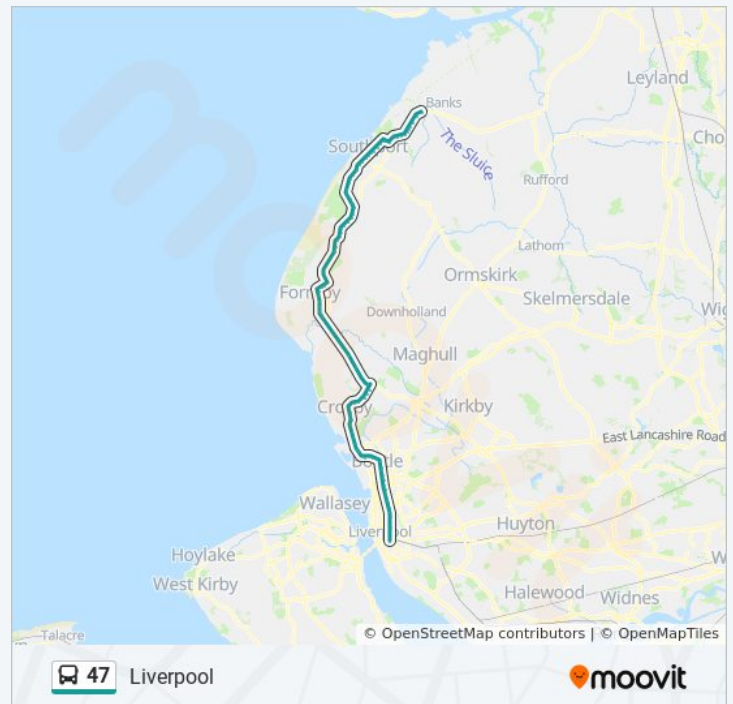 Leyland
Banks
Cho
Southport
The Sluice
Rufford
Lathom
Ormskirk
Formby
Skelmersdale
Wig
Downholland
Maghull
Crosby
Kirkby
East Lancashire Road
Bootle
Wallasey
Huyton
Liverpool
Hoylake
West Kirby
W
Halewood
Widnes
Talacre
© OpenStreetMap contributors | © OpenMapTiles
47 Liverpool
moovit